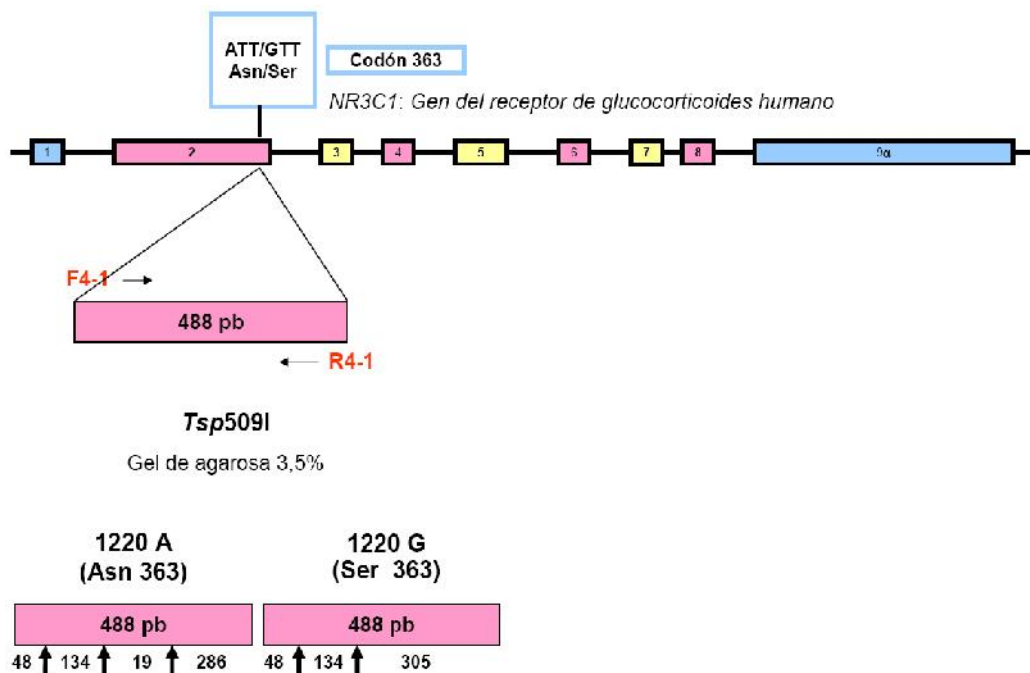 ATT/GTT
Asn/Ser
Codón 363
NR3C1: Gen del receptor de glucocorticoides humano
1 2 3 4 5 6 7 8 9α
F4-1
488 pb
R4-1
Tsp509I
Gel de agarosa 3,5%
1220 A
(Asn 363)
1220 G
(Ser 363)
488 pb
488 pb
48 134 19 286
48 134 305